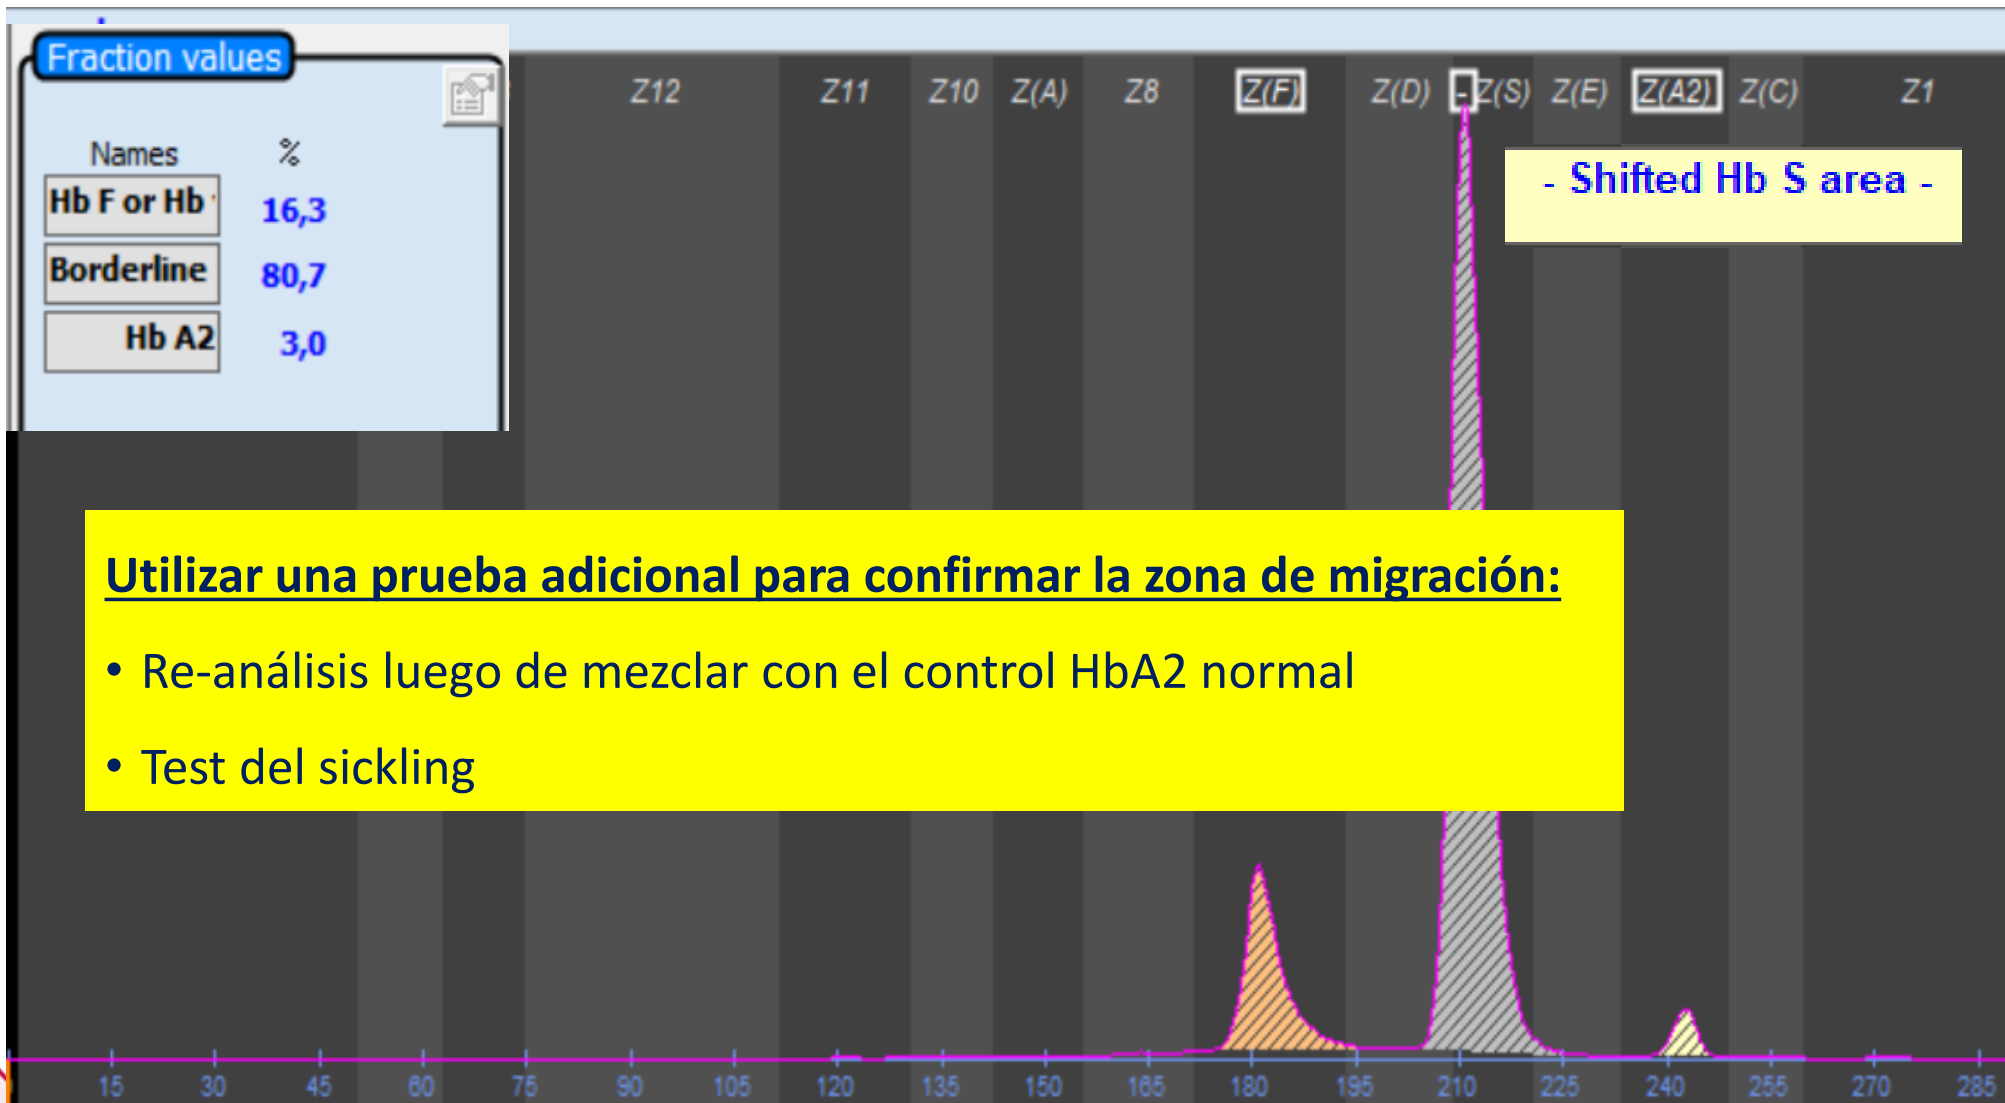 Fraction values
Names %
Hb F or Hb 16,3
Borderline 80,7
Hb A2 3,0
Z12 Z11 Z10 Z(A) Z8 Z(F) Z(D) - Z(S) Z(E) Z(A2) Z(C) Z1
- Shifted Hb S area -
Utilizar una prueba adicional para confirmar la zona de migración:
• Re-análisis luego de mezclar con el control HbA2 normal
• Test del sickling
15 30 45 60 75 90 105 120 135 150 165 180 195 210 225 240 255 270 285